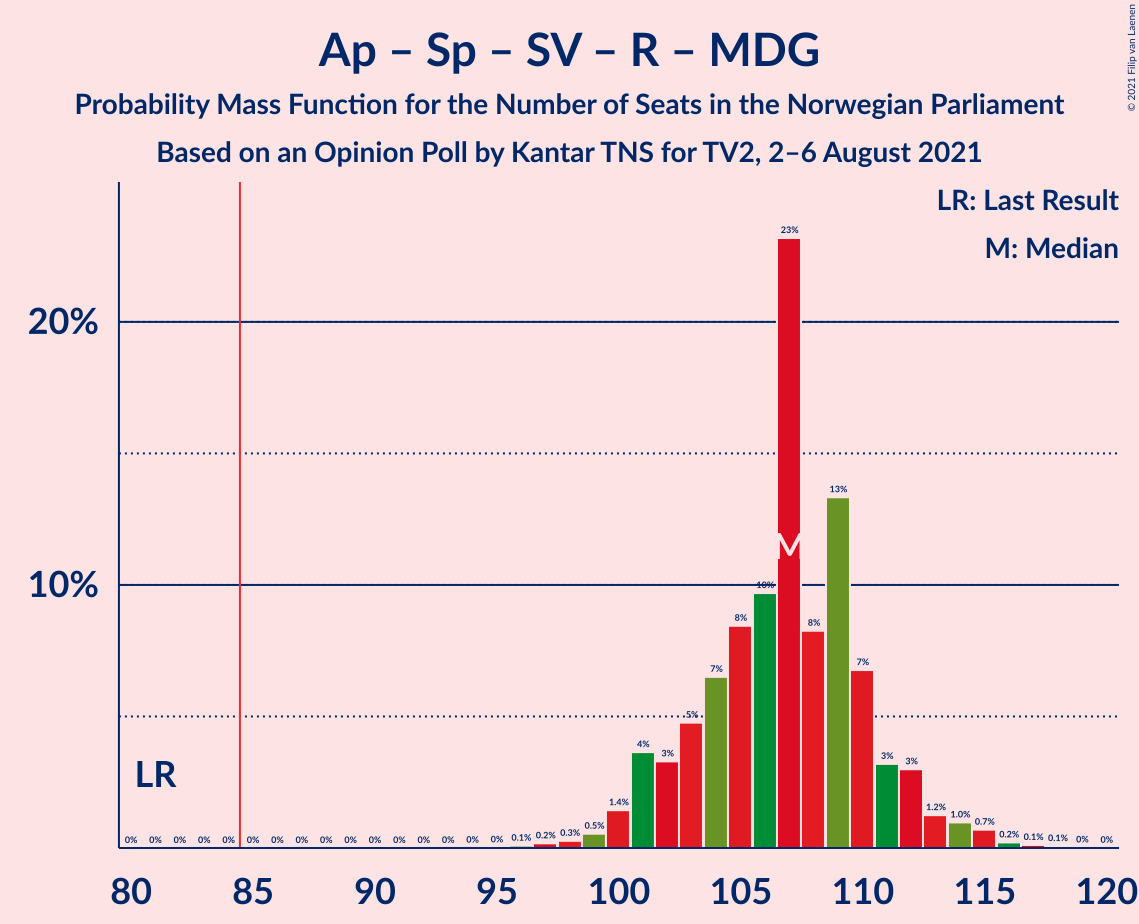 Ap – Sp – SV – R – MDG
Probability Mass Function for the Number of Seats in the Norwegian Parliament
Based on an Opinion Poll by Kantar TNS for TV2, 2–6 August 2021
© 2021 Filip van Laenen
LR: Last Result
M: Median
20%
10%
LR
M
0% 0% 0% 0% 0% 0% 0% 0% 0% 0% 0% 0% 0% 0% 0% 0% 0.1% 0.2% 0.3% 0.5% 1.4% 4% 3% 5% 7% 8% 10% 23% 8% 13% 7% 3% 3% 1.2% 1.0% 0.7% 0.2% 0.1% 0.1% 0% 0%
80 85 90 95 100 105 110 115 120